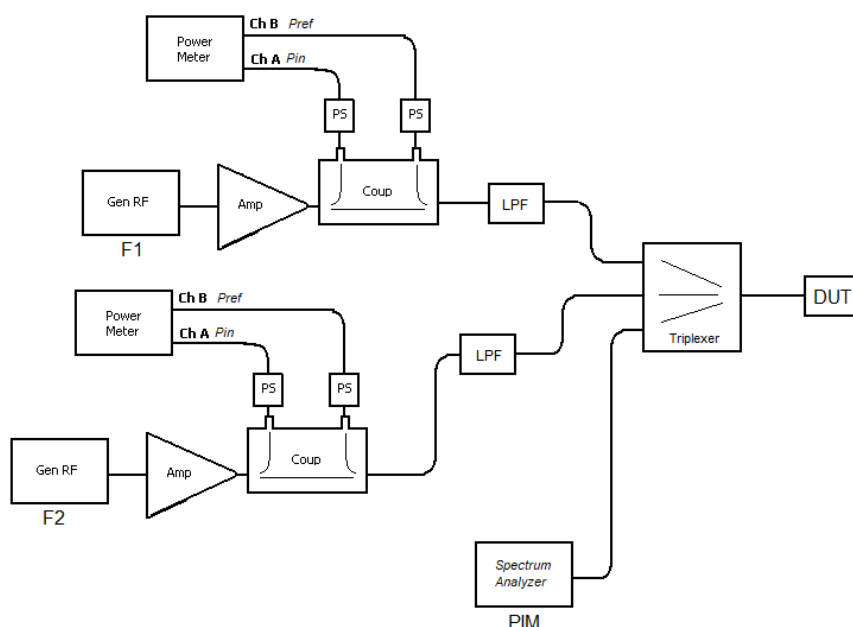 Ch B Pref
Power
Meter
Ch A Pin
PS
PS
Gen RF
Amp
Coup
LPF
F1
Ch B Pref
Power
Meter
Ch A Pin
Triplexer
DUT
LPF
PS
PS
Gen RF
Amp
Coup
F2
Spectrum
Analyzer
PIM